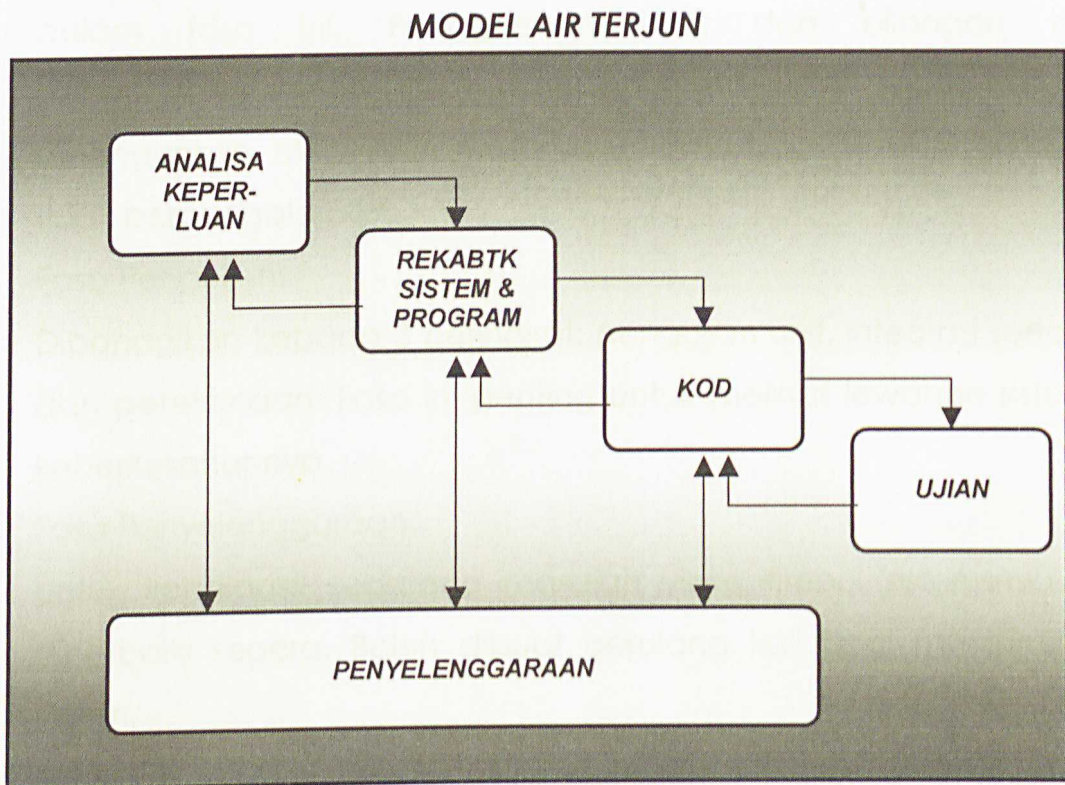 MODEL AIR TERJUN
ANALISA
KEPER-
LUAN
REKABTK
SISTEM &
PROGRAM
KOD
UJIAN
PENYELENGGARAAN